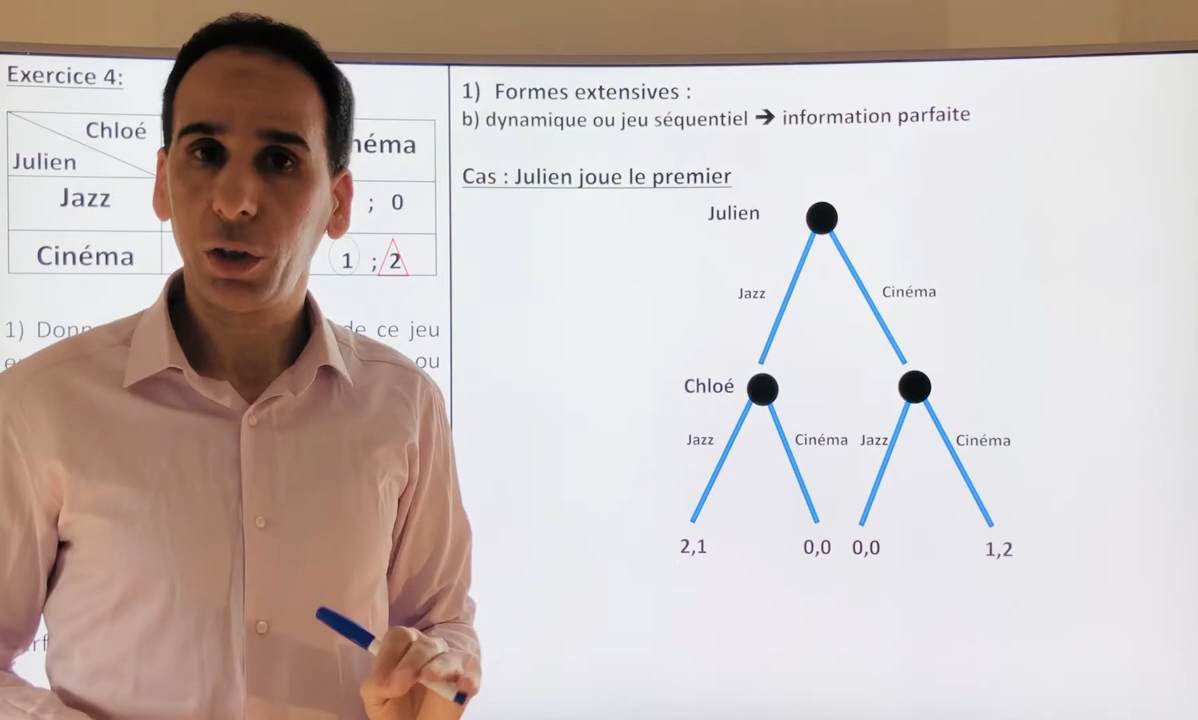 Exercice 4:
Chloé
Julien
Jazz
; 0
Cinéma
1 ; 2
1)
de ce jeu
ou
1) Formes extensives :
b) dynamique ou jeu séquentiel ➔ information parfaite
Cas : Julien joue le premier
Julien
Jazz Cinéma
Chloé
Jazz Cinéma Jazz Cinéma
2,1 0,0 0,0 1,2